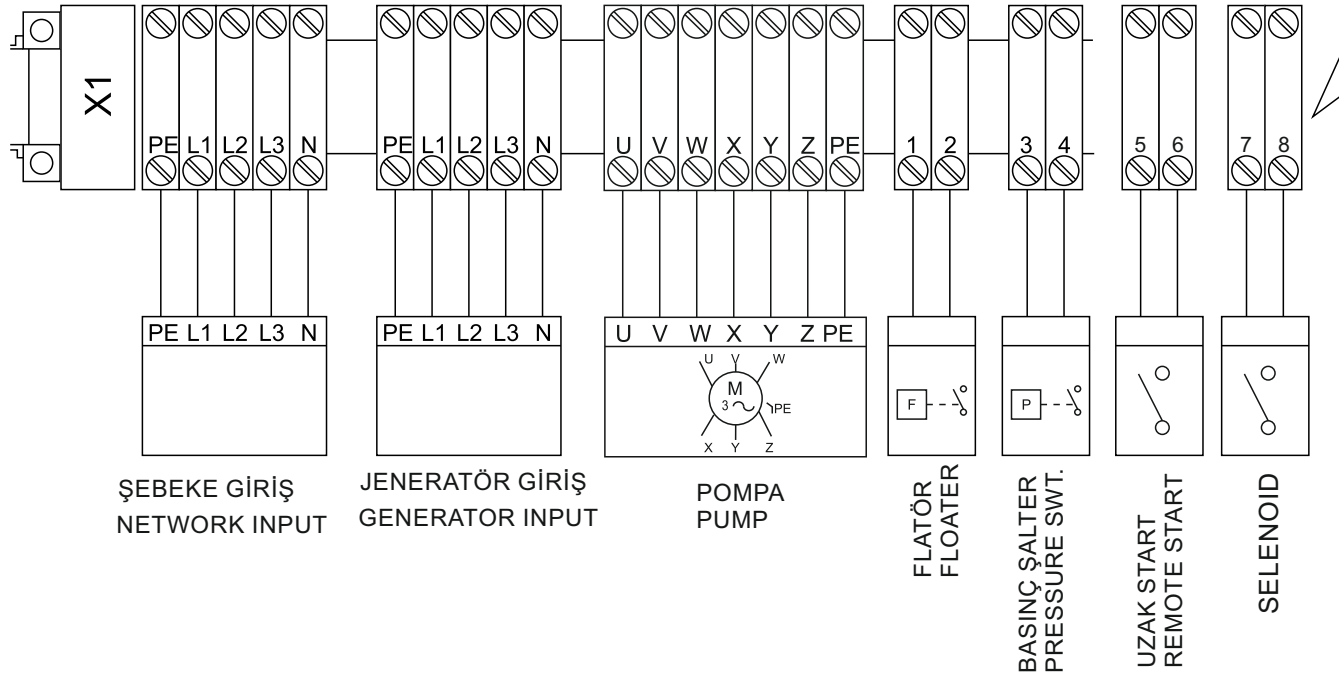 X1
PE L1 L2 L3 N
PE L1 L2 L3 N
U V W X Y Z PE
1 2
3 4
5 6
7 8
PE L1 L2 L3 N
PE L1 L2 L3 N
U V W X Y Z PE
U V W
M
3
PE
X Y Z
F
P
ŞEBEKE GİRİŞ
NETWORK INPUT
JENERATÖR GİRİŞ
GENERATOR INPUT
POMPA
PUMP
FLATÖR
FLOATER
BASINÇ ŞALTER
PRESSURE SWT.
UZAK START
REMOTE START
SELENOID